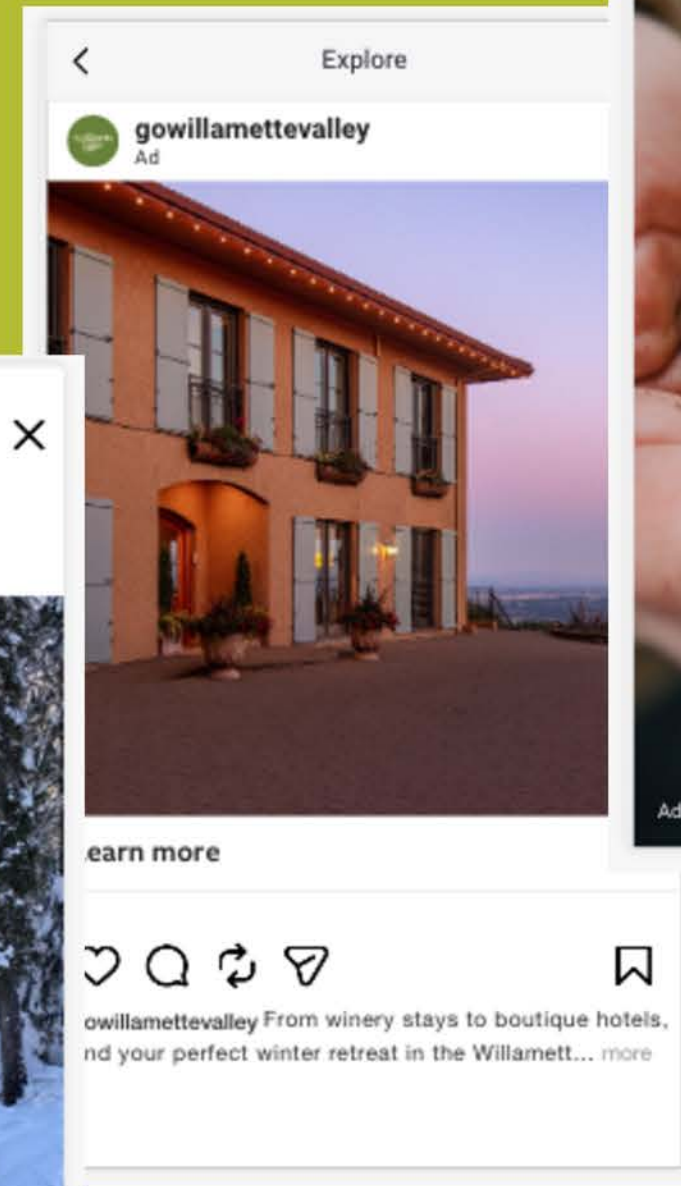 Explore
gowillamettevalley
Ad
earn more
owillamettevalley From winery stays to boutique hotels,
nd your perfect winter retreat in the Willamett... more
Ad